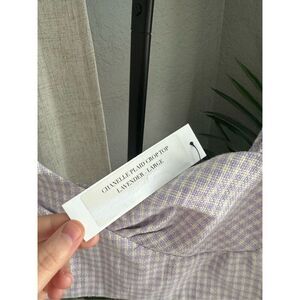 CHANELLE PLAID CROP TOP
LAVENDER - LARGE